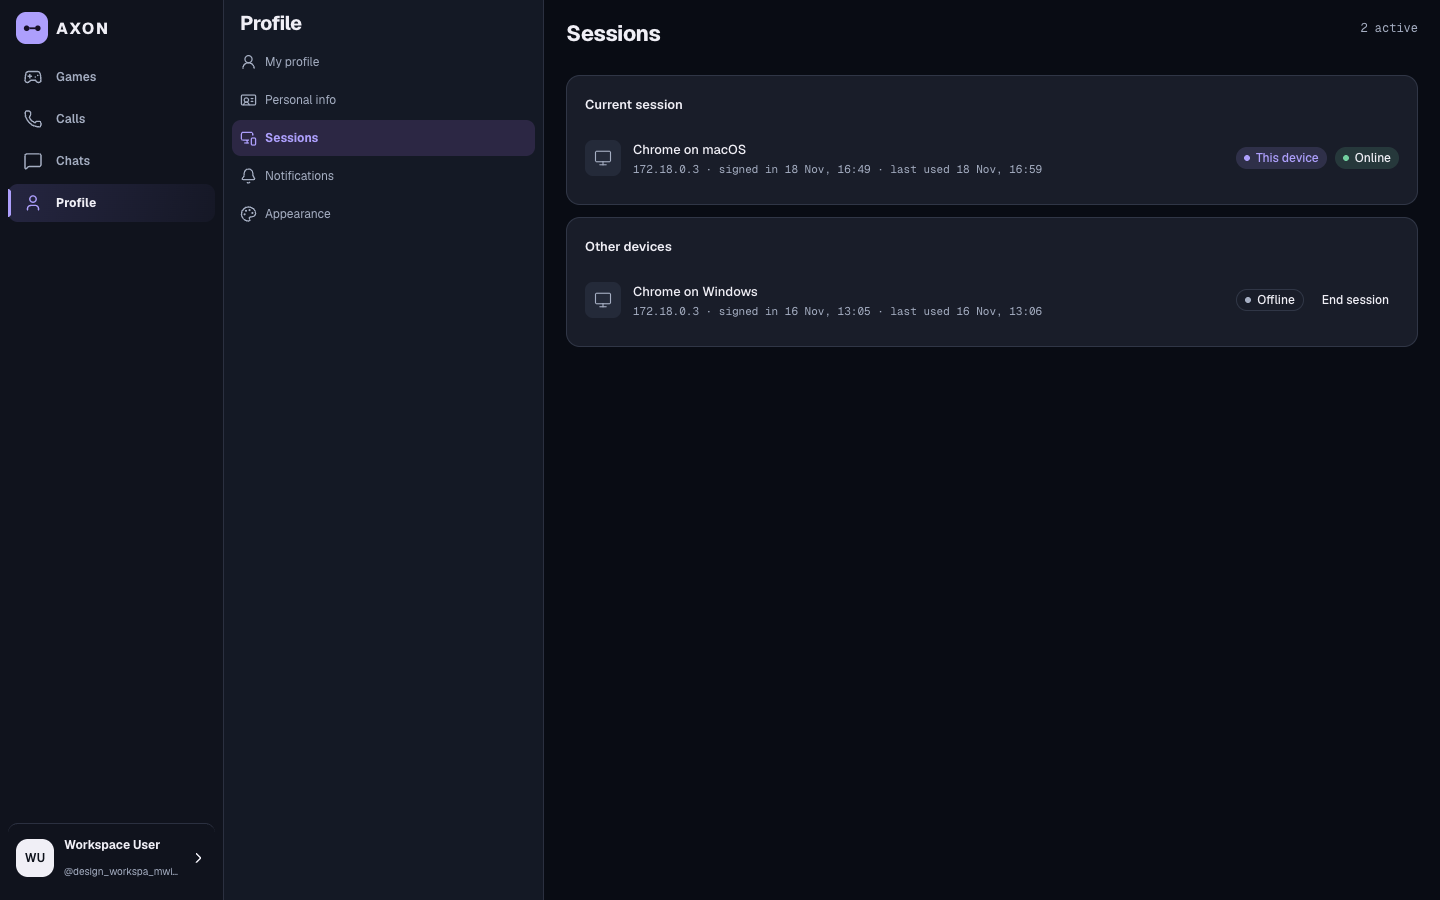 AXON
Games
Calls
Chats
Profile
Workspace User
@design_workspa_mwi...
WU
Profile
My profile
Personal info
Sessions
Notifications
Appearance
Sessions
2 active
Current session
Chrome on macOS
172.18.0.3 · signed in 18 Nov, 16:49 · last used 18 Nov, 16:59
This device
Online
Other devices
Chrome on Windows
172.18.0.3 · signed in 16 Nov, 13:05 · last used 16 Nov, 13:06
Offline
End session